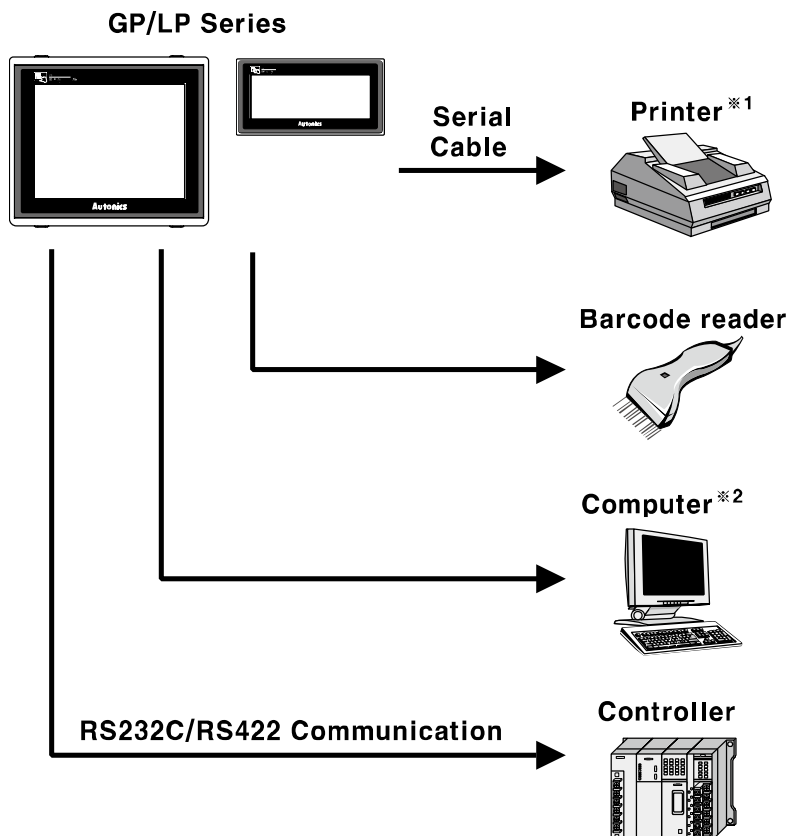 GP/LP Series
Autonics
Autonics
Serial
Cable
Printer※1
Barcode reader
Computer※2
RS232C/RS422 Communication
Controller